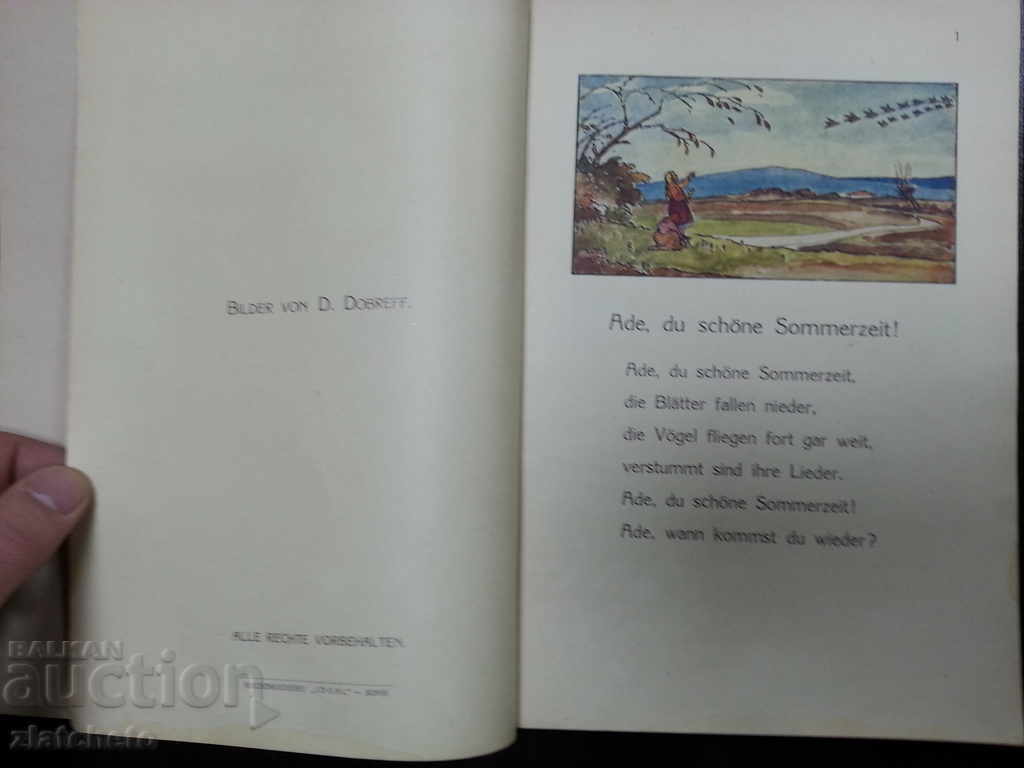 BILDER VON D. DOBREFF.
ALLE RECHTE VORBEHALTEN.
1
Ade, du schöne Sommerzeit!
Ade, du schöne Sommerzeit,
die Blätter fallen nieder,
die Vögel fliegen fort gar weit,
verstummt sind ihre Lieder.
Ade, du schöne Sommerzeit!
Ade, wann kommst du wieder?
BALKAN
auction
zlatcheto